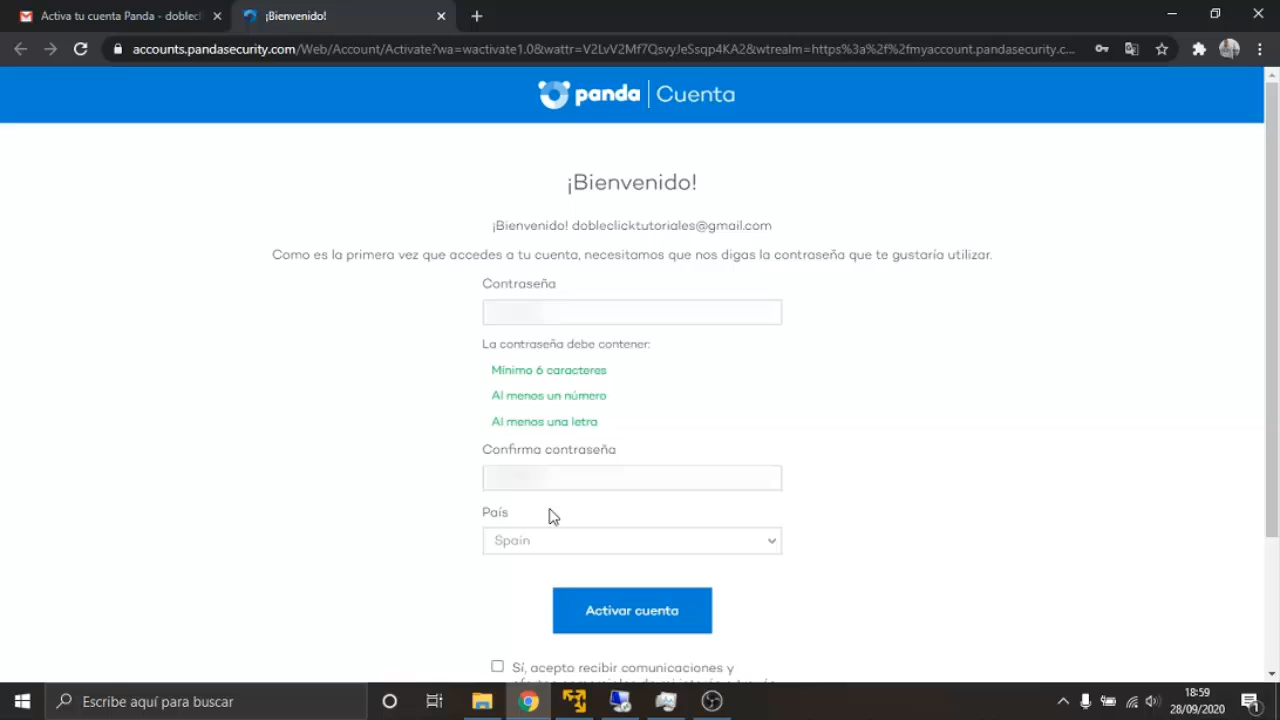 Activa tu cuenta Panda - doblecl
¡Bienvenido!
accounts.pandasecurity.com/Web/Account/Activate?wa=wactivate1.0&wattr=V2LvV2Mf7QsvyJeSsqp4KA2&wtrealm=https%3a%2f%2fmyaccount.pandasecurity.c...
panda Cuenta
¡Bienvenido!
¡Bienvenido! dobleclicktutoriales@gmail.com
Como es la primera vez que accedes a tu cuenta, necesitamos que nos digas la contraseña que te gustaría utilizar.
Contraseña
La contraseña debe contener:
Mínimo 6 caracteres
Al menos un número
Al menos una letra
Confirma contraseña
País
Spain
Activar cuenta
Sí, acepto recibir comunicaciones y
Escribe aquí para buscar
18:59
28/09/2020
1